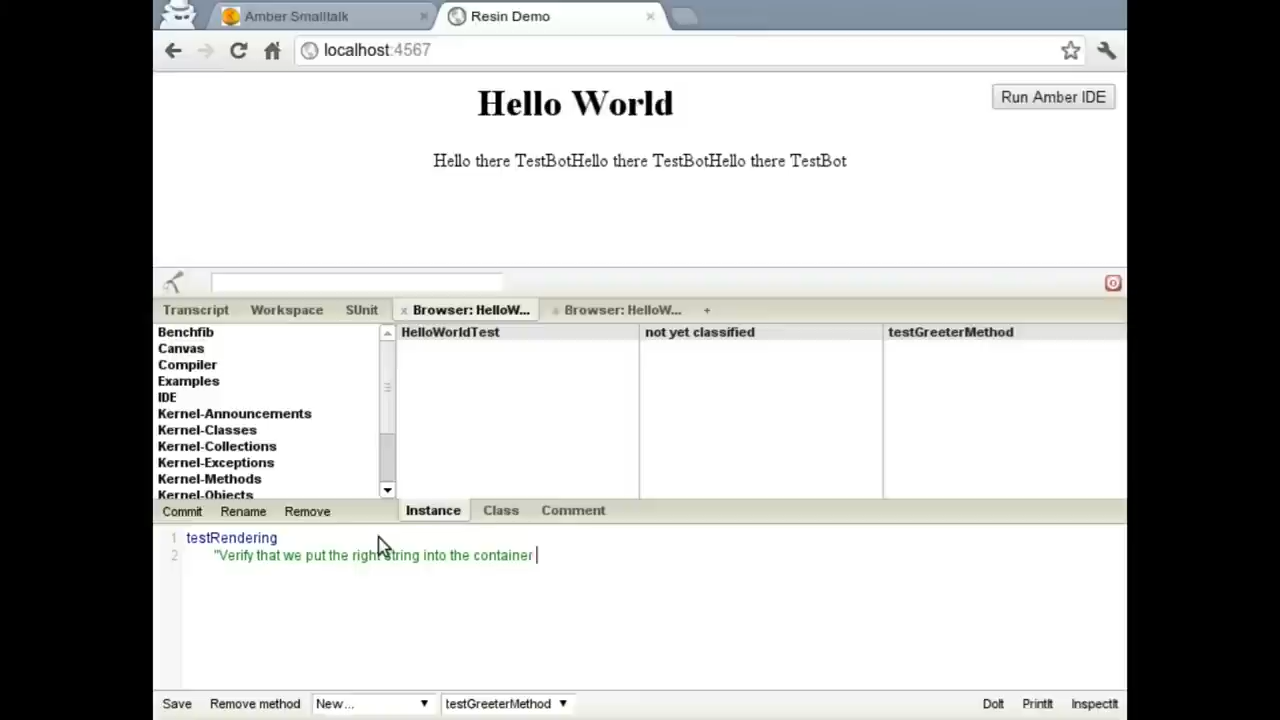 Amber Smalltalk
Resin Demo
localhost:4567
Hello World
Run Amber IDE
Hello there TestBotHello there TestBotHello there TestBot
Transcript Workspace SUnit Browser: HelloW... Browser: HelloW... +
Benchfib
Canvas
Compiler
Examples
IDE
Kernel-Announcements
Kernel-Classes
Kernel-Collections
Kernel-Exceptions
Kernel-Methods
Kernel-Objects
HelloWorldTest
not yet classified
testGreeterMethod
Commit Rename Remove
Instance Class Comment
1 testRendering
2 "Verify that we put the right string into the container
Save Remove method New... testGreeterMethod DoIt PrintIt InspectIt